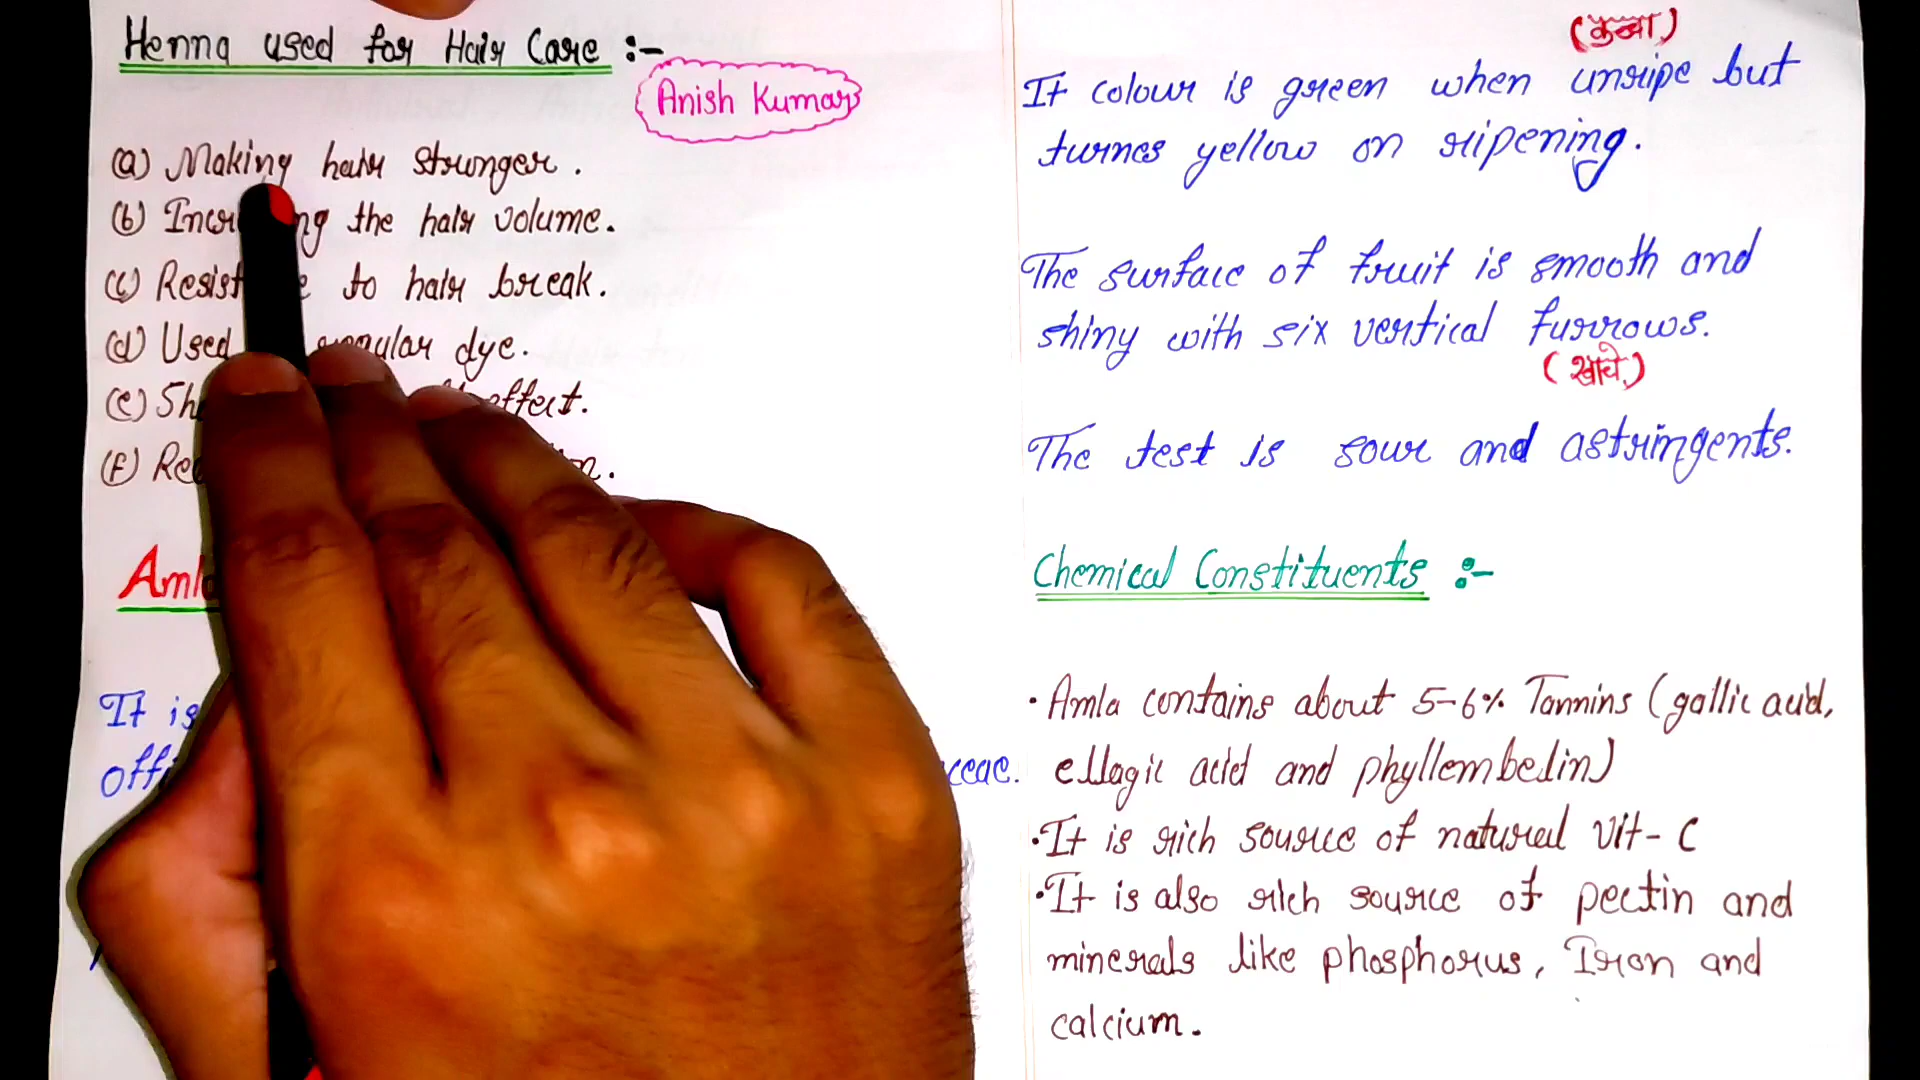 Henna used for Hair Care :-
Anish Kumar
(a) Making hair stronger.
(b) the hair volume.
(c) to hair break.
(d) Used dye.
(e) effect.
(f)
It is
ceae.
(कच्चा)
It colour is green when unripe but
turnes yellow on ripening.
The surface of fruit is smooth and
shiny with six vertical furrows.
(खांचे)
The test is sour and astringents.
Chemical Constituents :-
• Amla contains about 5-6% Tannins (gallic acid,
ellagic acid and phyllembelin)
• It is rich source of natural vit- C
• It is also rich source of pectin and
minerals like phosphorus, Iron and
calcium.